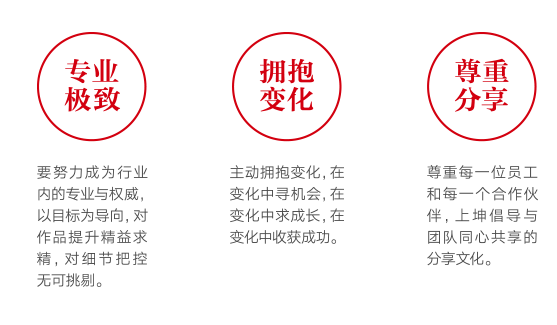 专业
极致
要努力成为行业
内的专业与权威，
以目标为导向，对
作品提升精益求
精，对细节把控
无可挑剔。
拥抱
变化
主动拥抱变化，在
变化中寻机会，在
变化中求成长，在
变化中收获成功。
尊重
分享
尊重每一位员工
和每一个合作伙
伴，上坤倡导与
团队同心共享的
分享文化。